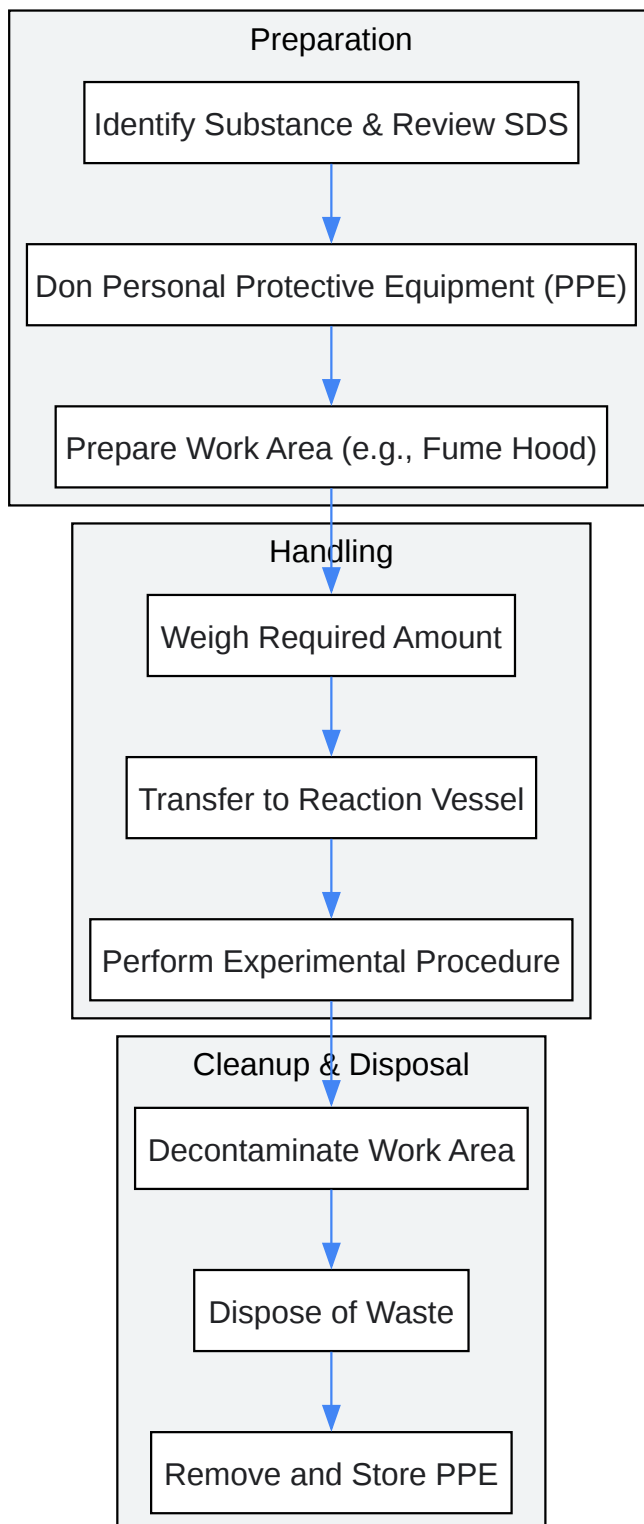 Preparation
Identify Substance & Review SDS
Don Personal Protective Equipment (PPE)
Prepare Work Area (e.g., Fume Hood)
Handling
Weigh Required Amount
Transfer to Reaction Vessel
Perform Experimental Procedure
Cleanup & Disposal
Decontaminate Work Area
Dispose of Waste
Remove and Store PPE